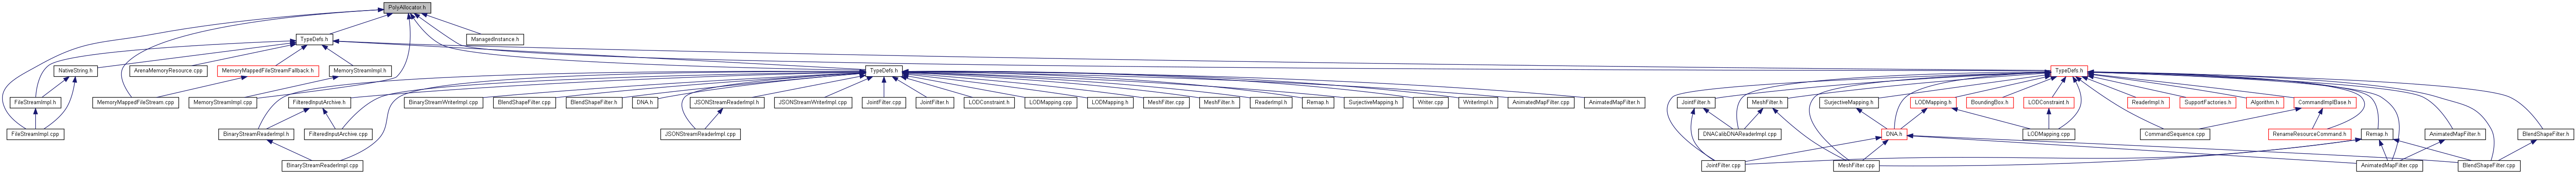 PolyAllocator.h
TypeDefs.h
ManagedInstance.h
NativeString.h
ArenaMemoryResource.cpp
MemoryMappedFileStreamFallback.h
MemoryStreamImpl.h
TypeDefs.h
TypeDefs.h
FileStreamImpl.h
MemoryMappedFileStream.cpp
MemoryStreamImpl.cpp
FilteredInputArchive.h
BinaryStreamWriterImpl.cpp
BlendShapeFilter.cpp
BlendShapeFilter.h
DNA.h
JSONStreamReaderImpl.h
JSONStreamWriterImpl.cpp
JointFilter.cpp
JointFilter.h
LODConstraint.h
LODMapping.cpp
LODMapping.h
MeshFilter.cpp
MeshFilter.h
ReaderImpl.h
Remap.h
SurjectiveMapping.h
Writer.cpp
WriterImpl.h
AnimatedMapFilter.cpp
AnimatedMapFilter.h
JointFilter.h
MeshFilter.h
SurjectiveMapping.h
LODMapping.h
BoundingBox.h
LODConstraint.h
ReaderImpl.h
SupportFactories.h
Algorithm.h
CommandImplBase.h
FileStreamImpl.cpp
BinaryStreamReaderImpl.h
FilteredInputArchive.cpp
JSONStreamReaderImpl.cpp
DNACalibDNAReaderImpl.cpp
DNA.h
LODMapping.cpp
CommandSequence.cpp
RenameResourceCommand.h
Remap.h
AnimatedMapFilter.h
BlendShapeFilter.h
BinaryStreamReaderImpl.cpp
JointFilter.cpp
MeshFilter.cpp
AnimatedMapFilter.cpp
BlendShapeFilter.cpp